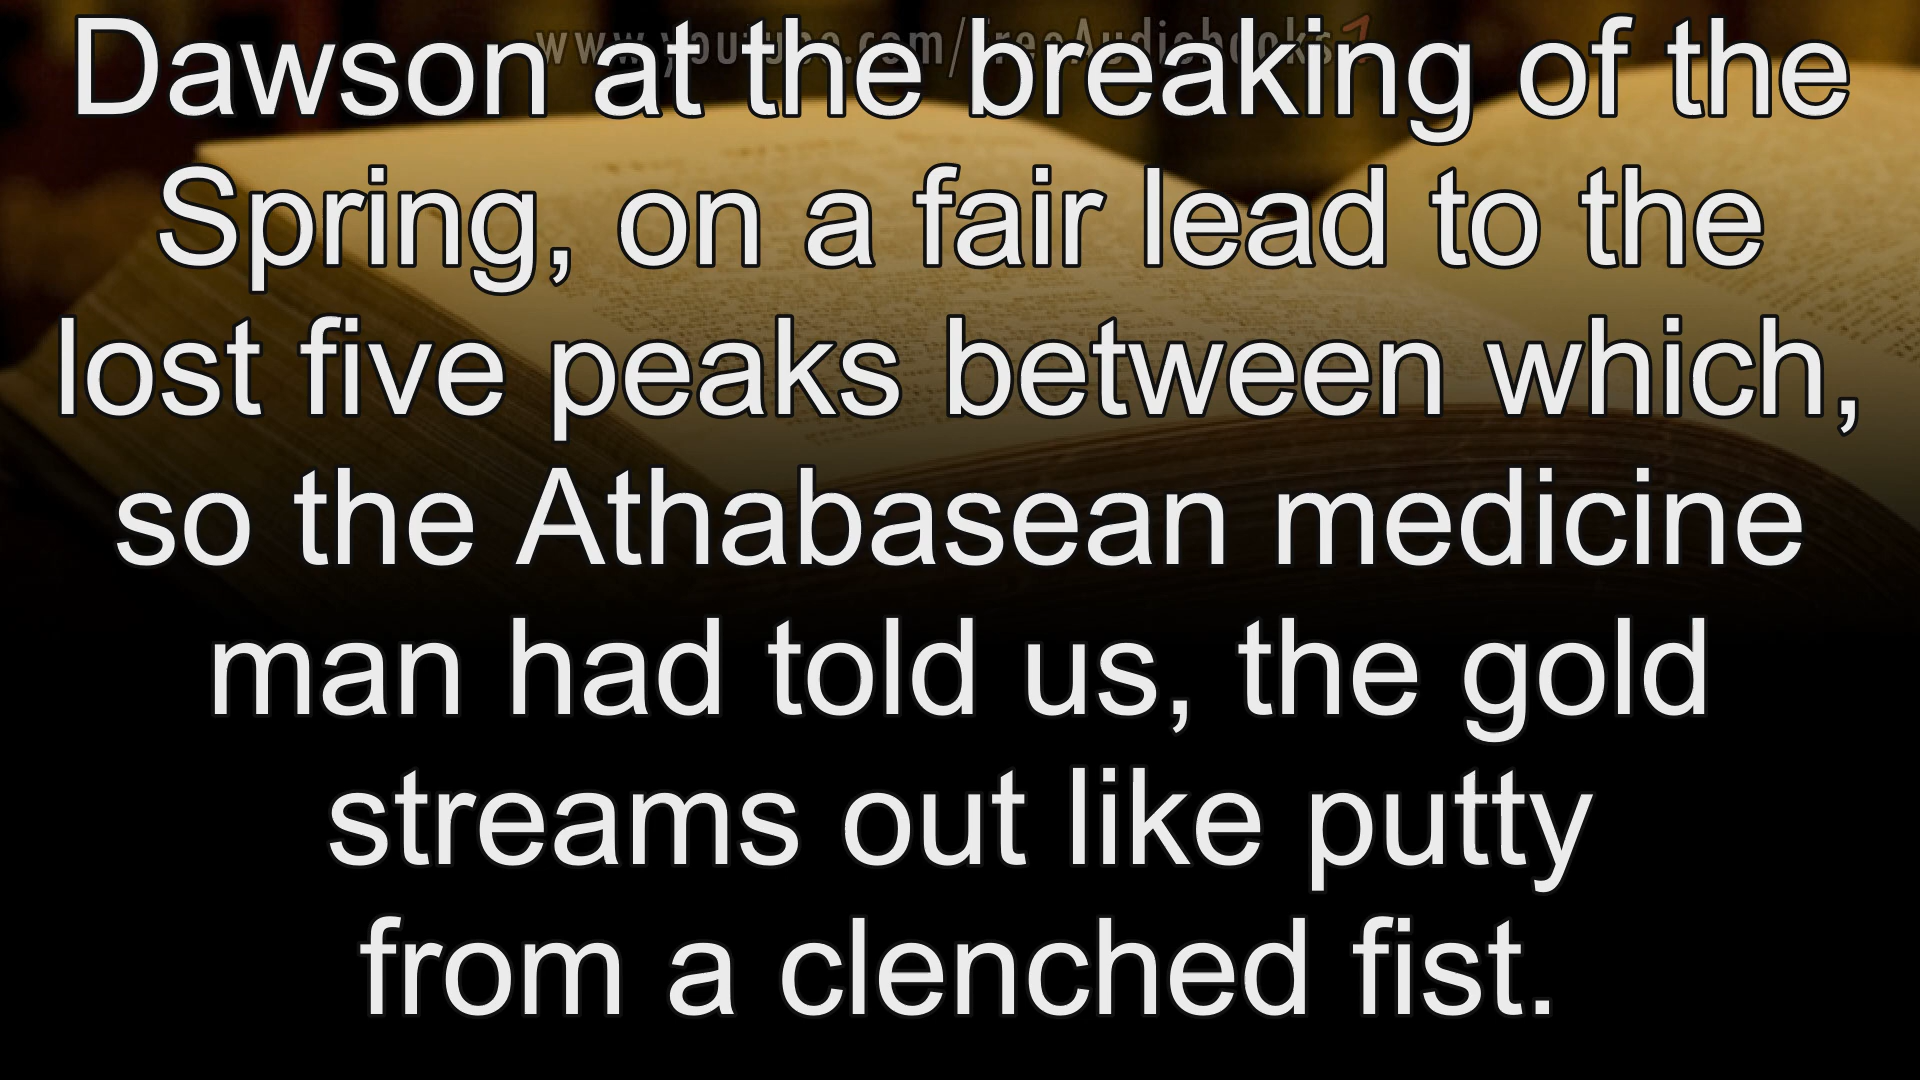 www.youtube.com/FreeAudiobooks1
Dawson at the breaking of the
Spring, on a fair lead to the
lost five peaks between which,
so the Athabasean medicine
man had told us, the gold
streams out like putty
from a clenched fist.